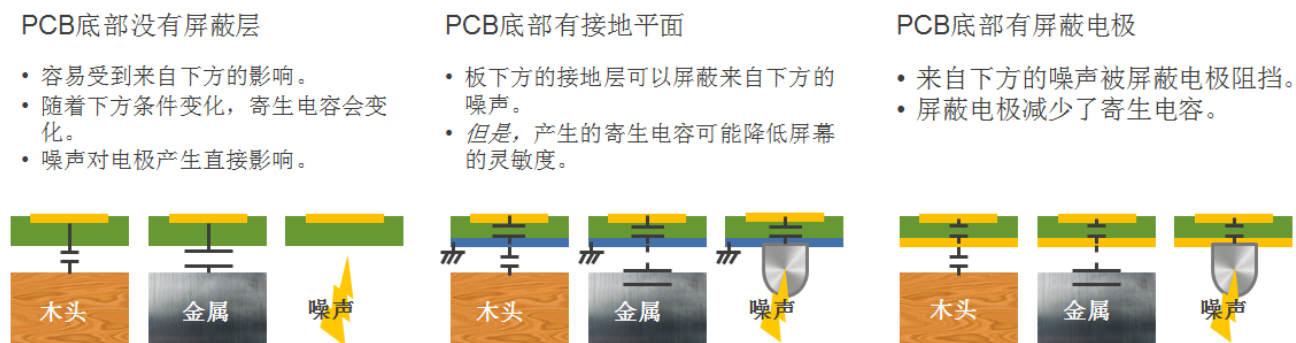 PCB底部没有屏蔽层
• 容易受到来自下方的影响。
• 随着下方条件变化，寄生电容会变
化。
• 噪声对电极产生直接影响。
木头
金属
噪声
PCB底部有接地平面
• 板下方的接地层可以屏蔽来自下方的
噪声。
• 但是，产生的寄生电容可能降低屏幕
的灵敏度。
木头
金属
噪声
PCB底部有屏蔽电极
• 来自下方的噪声被屏蔽电极阻挡。
• 屏蔽电极减少了寄生电容。
木头
金属
噪声